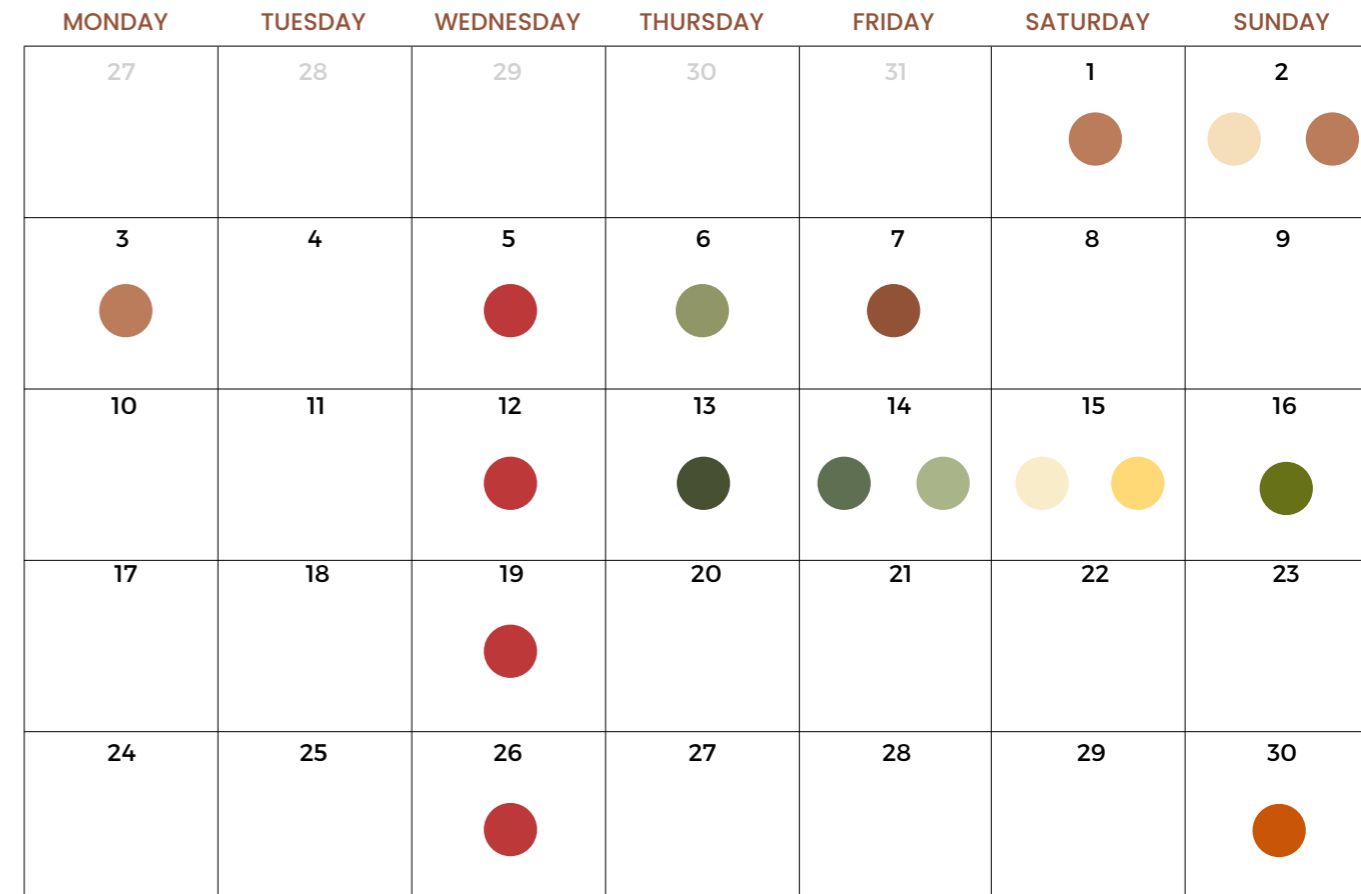 MONDAY TUESDAY WEDNESDAY THURSDAY FRIDAY SATURDAY SUNDAY
27 28 29 30 31 1 2
3 4 5 6 7 8 9
10 11 12 13 14 15 16
17 18 19 20 21 22 23
24 25 26 27 28 29 30